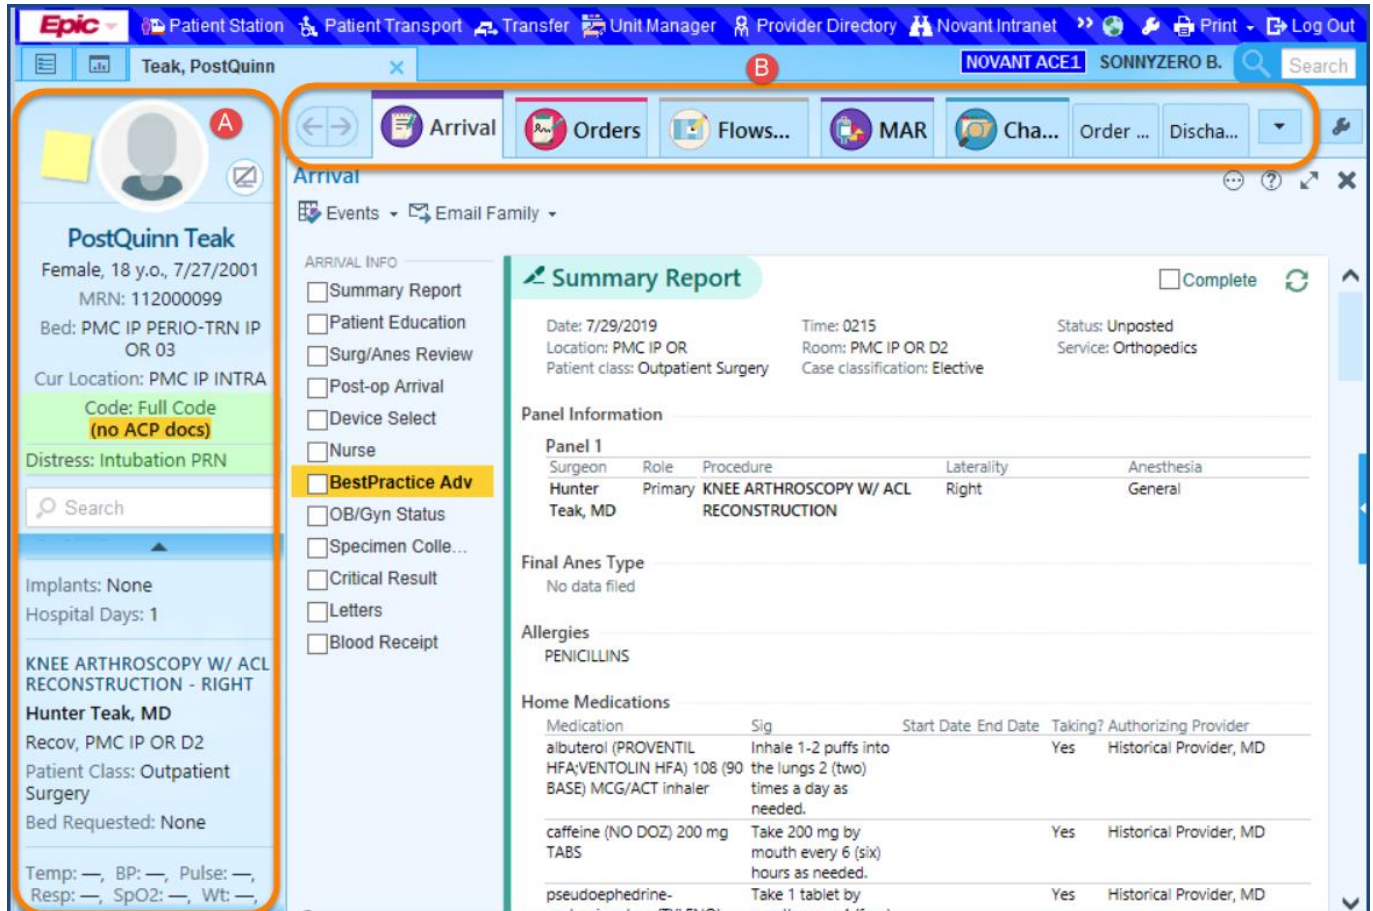 Epic Patient Station Patient Transport Transfer Unit Manager Provider Directory Novant Intranet Print Log Out
Teak, PostQuinn B NOVANT ACE1 SONNYZERO B. Search
A
Arrival Orders Flows... MAR Cha... Order ... Discha...
PostQuinn Teak
Female, 18 y.o., 7/27/2001
MRN: 112000099
Bed: PMC IP PERIO-TRN IP
OR 03
Cur Location: PMC IP INTRA
Code: Full Code
(no ACP docs)
Distress: Intubation PRN
Search
Implants: None
Hospital Days: 1
KNEE ARTHROSCOPY W/ ACL
RECONSTRUCTION - RIGHT
Hunter Teak, MD
Recov, PMC IP OR D2
Patient Class: Outpatient
Surgery
Bed Requested: None
Temp: —, BP: —, Pulse: —,
Resp: —, SpO2: —, Wt: —,
Arrival
Events Email Family
ARRIVAL INFO
Summary Report
Patient Education
Surg/Anes Review
Post-op Arrival
Device Select
Nurse
BestPractice Adv
OB/Gyn Status
Specimen Colle...
Critical Result
Letters
Blood Receipt
Summary Report Complete
Date: 7/29/2019 Time: 0215 Status: Unposted
Location: PMC IP OR Room: PMC IP OR D2 Service: Orthopedics
Patient class: Outpatient Surgery Case classification: Elective
Panel Information
Panel 1
Surgeon Role Procedure Laterality Anesthesia
Hunter Primary KNEE ARTHROSCOPY W/ ACL Right General
Teak, MD RECONSTRUCTION
Final Anes Type
No data filed
Allergies
PENICILLINS
Home Medications
Medication Sig Start Date End Date Taking? Authorizing Provider
albuterol (PROVENTIL Inhale 1-2 puffs into Yes Historical Provider, MD
HFA;VENTOLIN HFA) 108 (90 the lungs 2 (two)
BASE) MCG/ACT inhaler times a day as
needed.
caffeine (NO DOZ) 200 mg Take 200 mg by Yes Historical Provider, MD
TABS mouth every 6 (six)
hours as needed.
pseudoephedrine- Take 1 tablet by Yes Historical Provider, MD